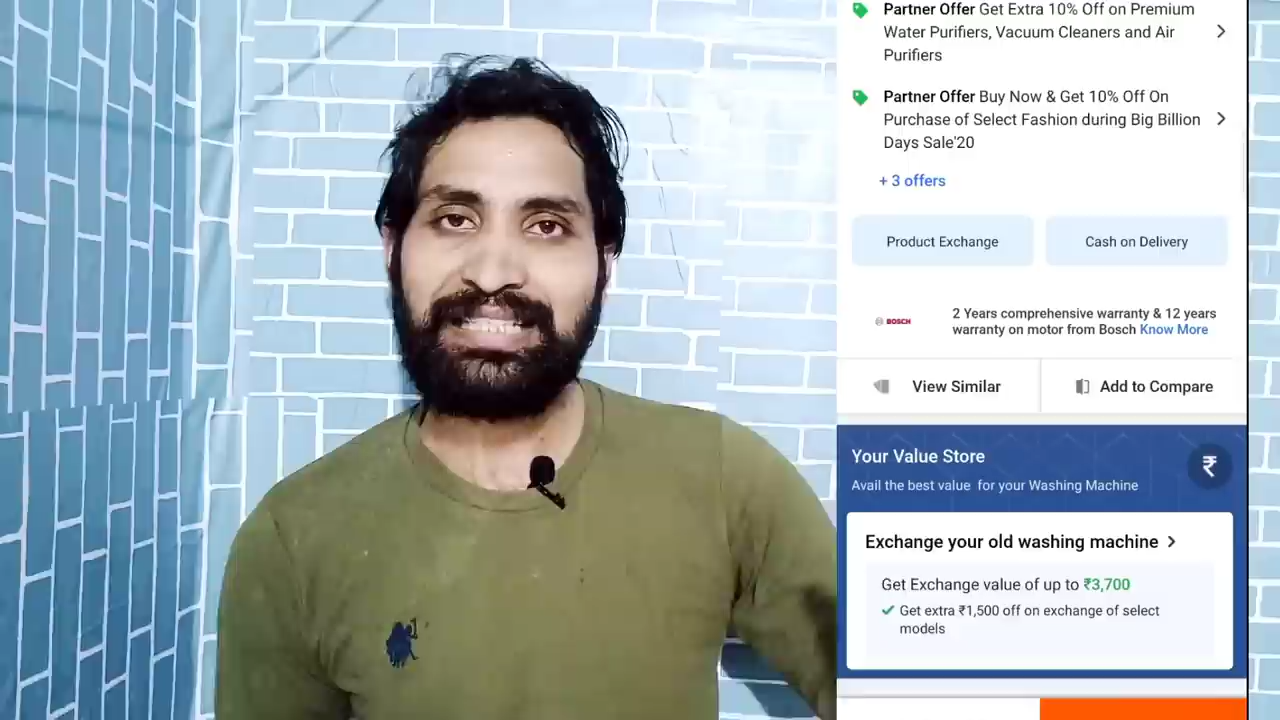 Partner Offer Get Extra 10% Off on Premium
Water Purifiers, Vacuum Cleaners and Air
Purifiers
Partner Offer Buy Now & Get 10% Off On
Purchase of Select Fashion during Big Billion
Days Sale'20
+ 3 offers
Product Exchange
Cash on Delivery
BOSCH
2 Years comprehensive warranty & 12 years
warranty on motor from Bosch Know More
View Similar
Add to Compare
Your Value Store
₹
Avail the best value for your Washing Machine
Exchange your old washing machine
Get Exchange value of up to ₹3,700
Get extra ₹1,500 off on exchange of select
models